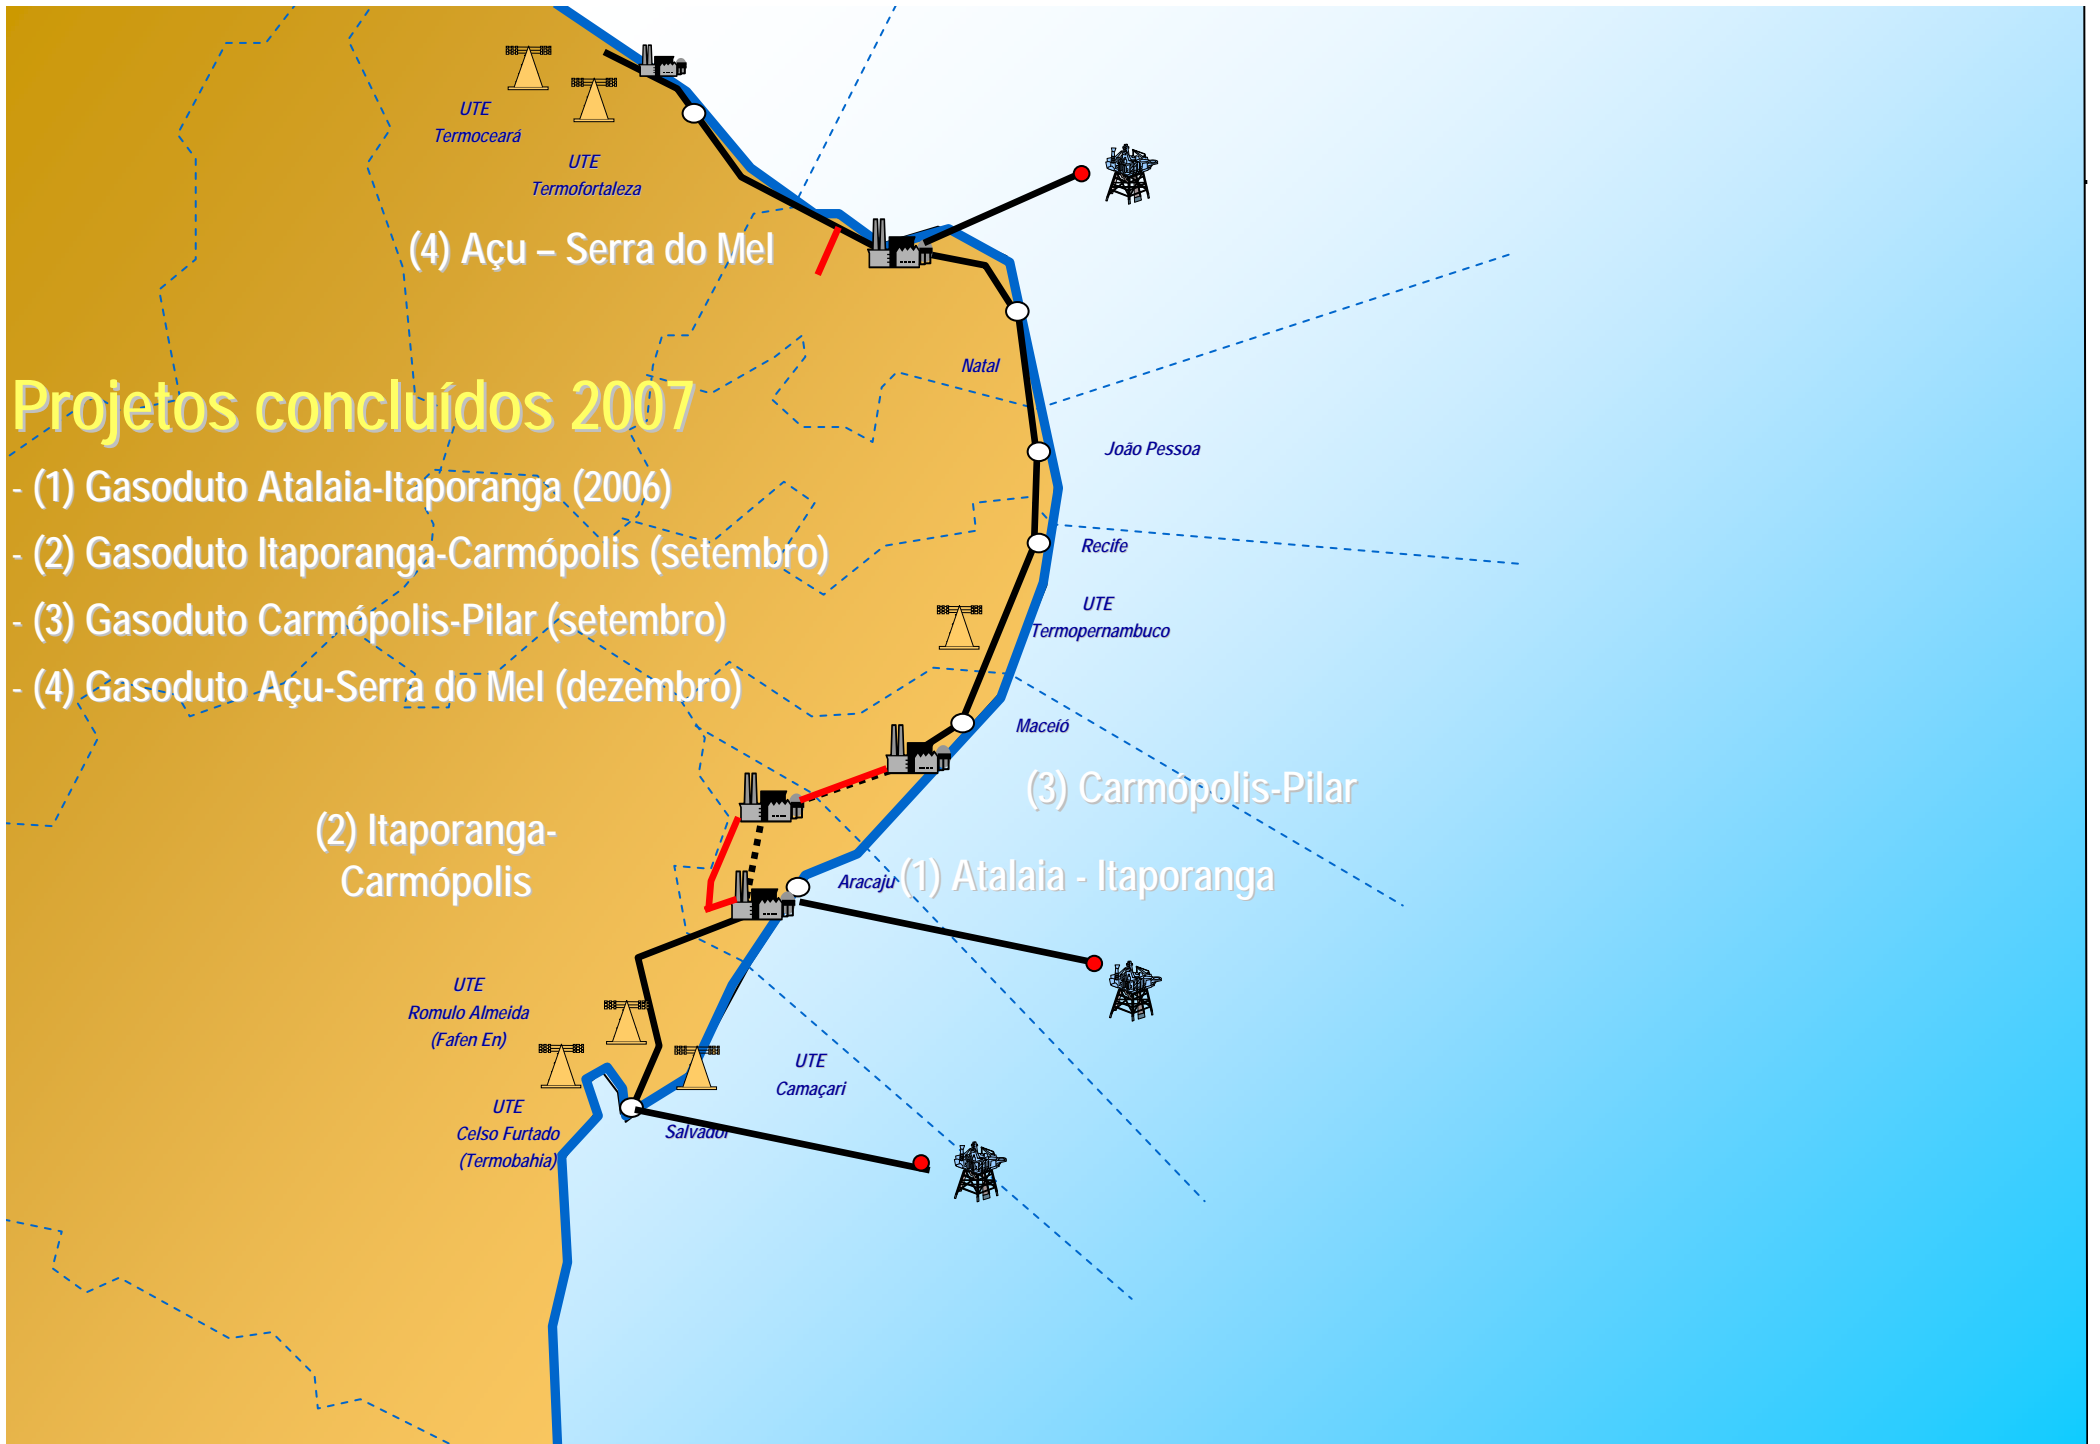 UTE
Termoceará
UTE
Termofortaleza
(4) Açu – Serra do Mel
Natal
Projetos concluídos 2007
João Pessoa
- (1) Gasoduto Atalaia-Itaporanga (2006)
- (2) Gasoduto Itaporanga-Carmópolis (setembro)
Recife
- (3) Gasoduto Carmópolis-Pilar (setembro)
UTE
Termopernambuco
- (4) Gasoduto Açu-Serra do Mel (dezembro)
Maceió
(3) Carmópolis-Pilar
(2) Itaporanga-
Carmópolis
Aracaju
(1) Atalaia - Itaporanga
UTE
Romulo Almeida
(Fafen En)
UTE
Camaçari
UTE
Celso Furtado
(Termobahia)
Salvador